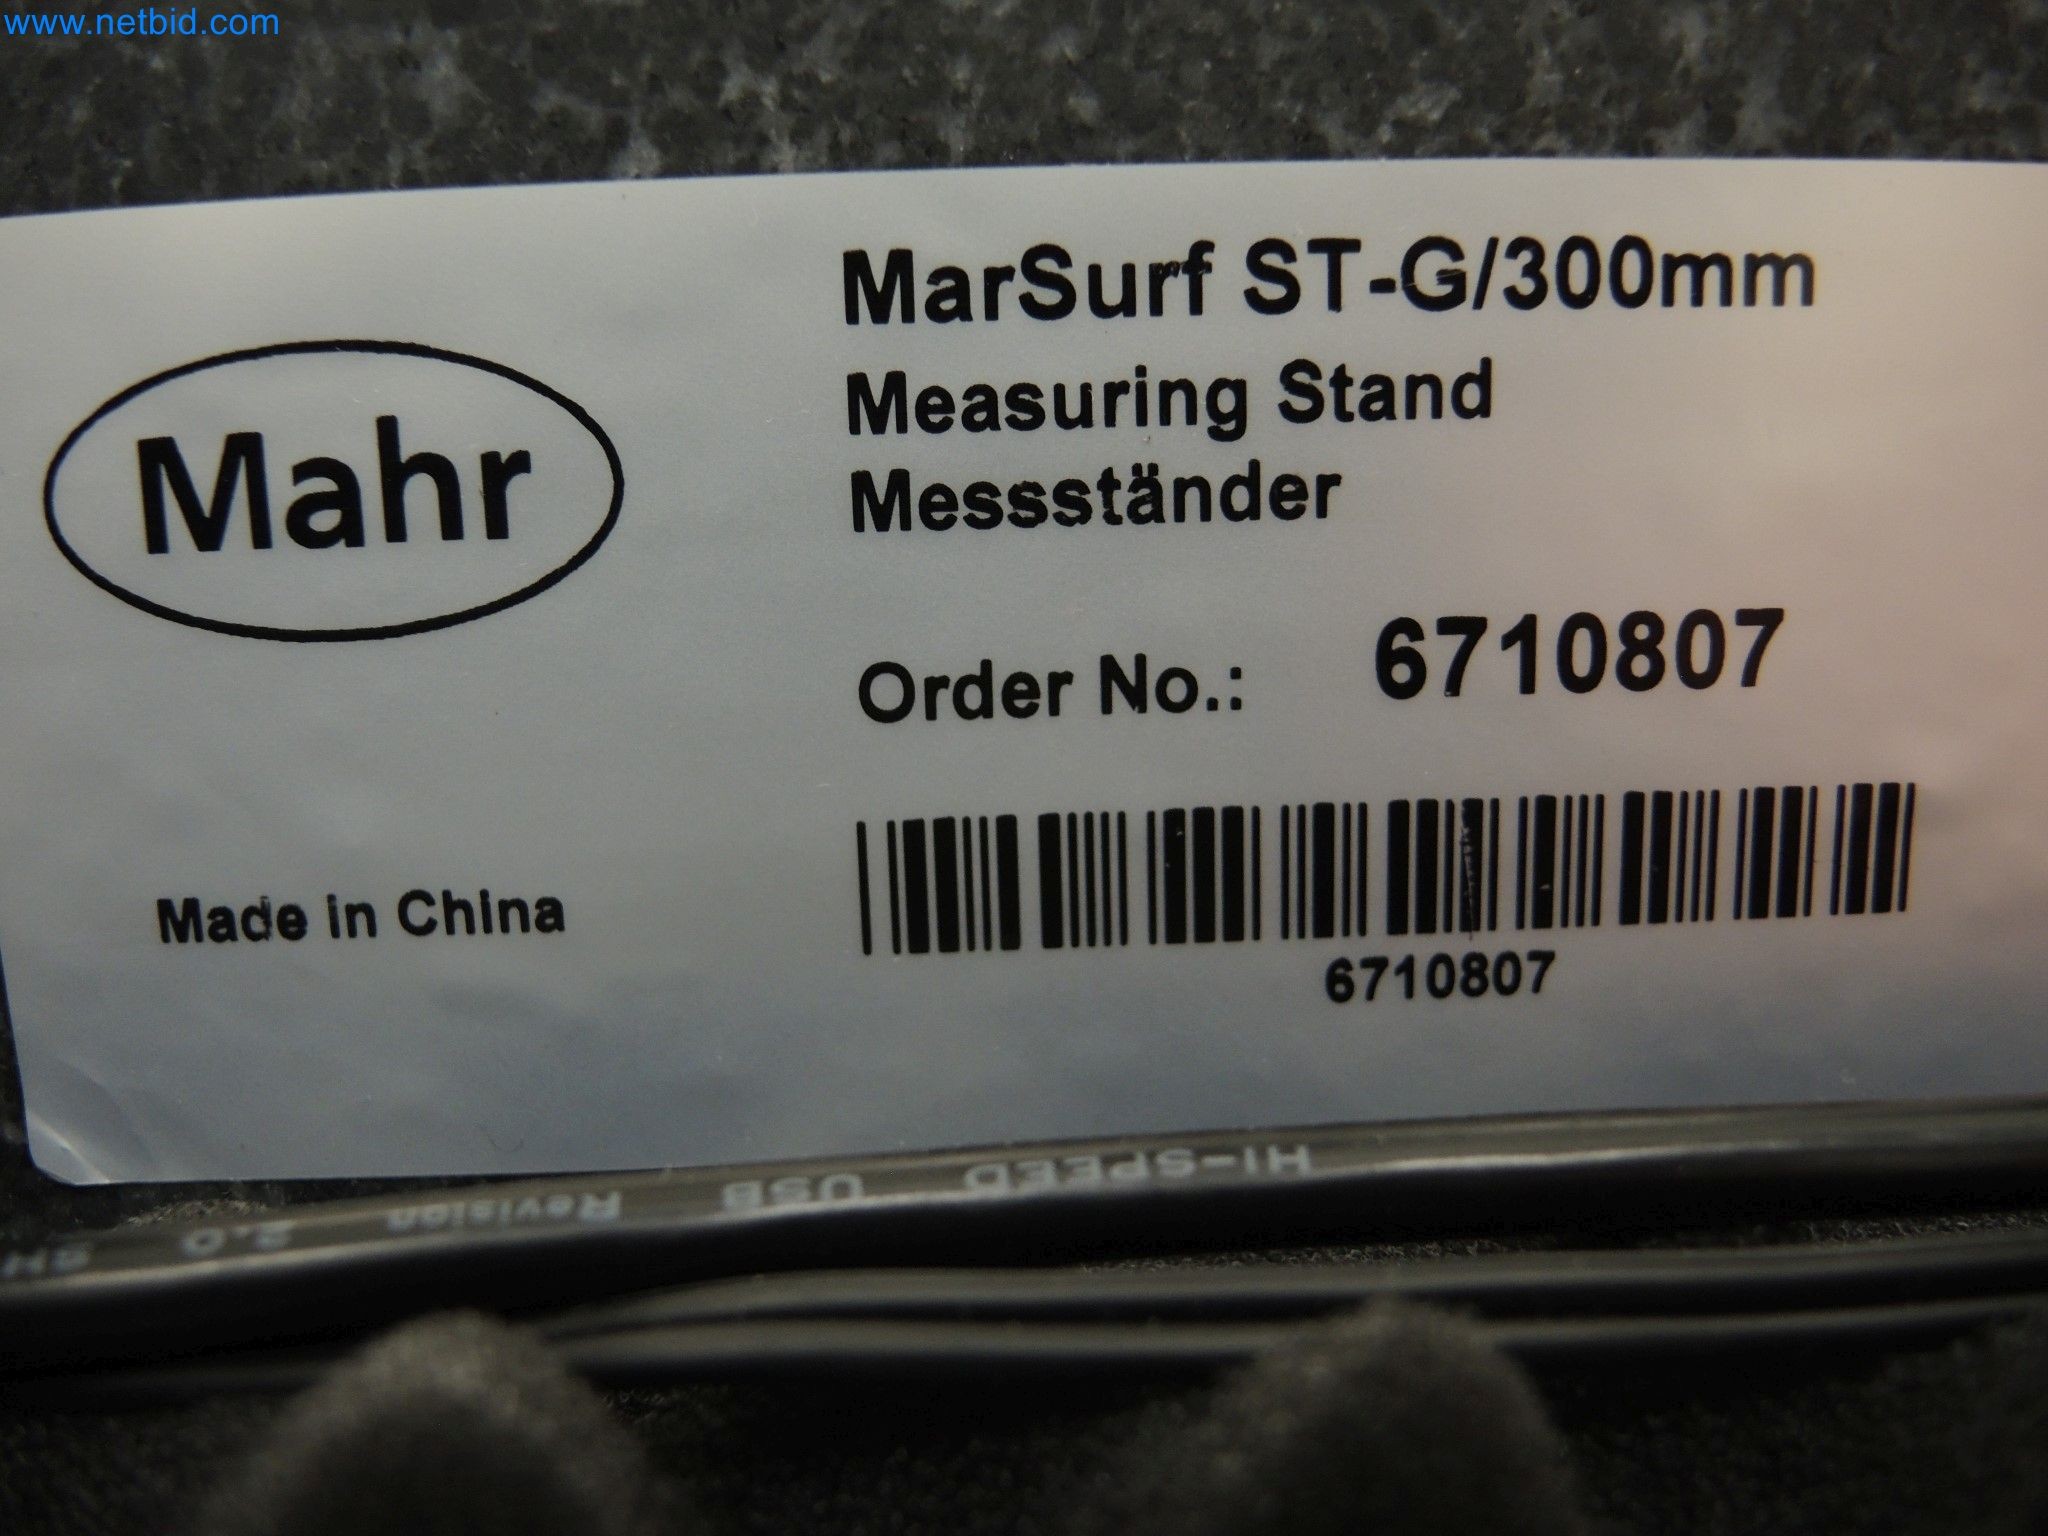 www.netbid.com
Mahr
MarSurf ST-G/300mm
Measuring Stand
Messständer
Order No.: 6710807
Made in China
6710807
HI-SPEED USB Revision 2.0